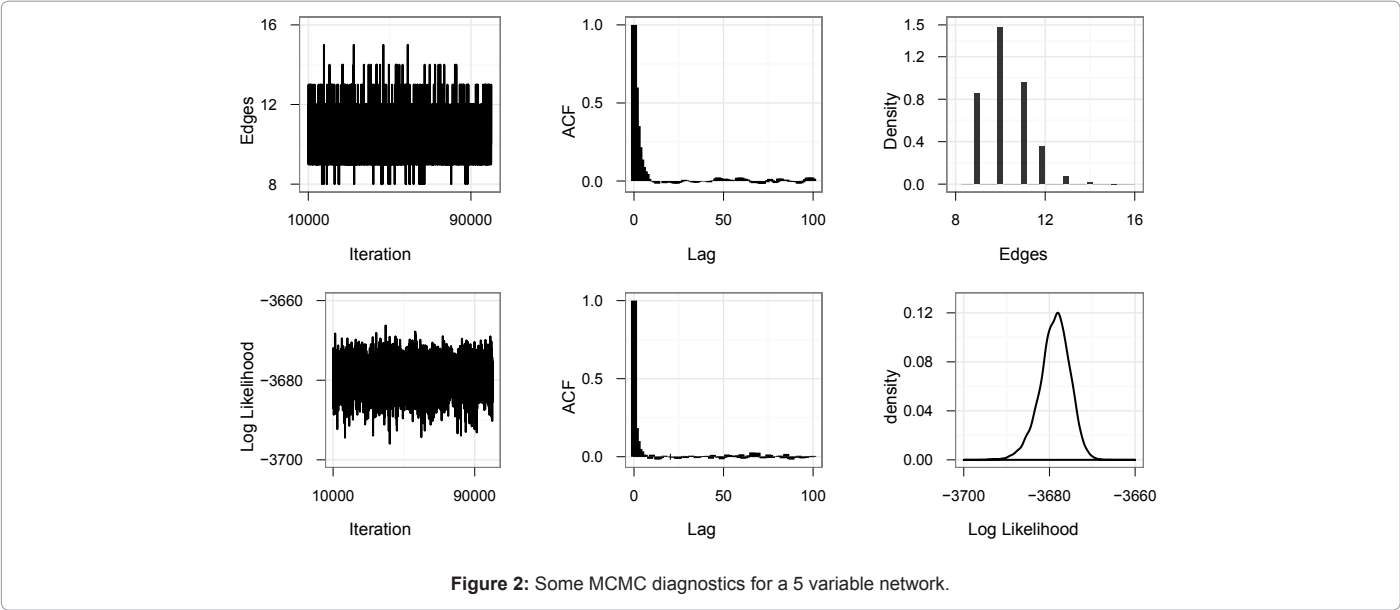 16
12
8
Edges
10000 90000
Iteration
1.0
0.5
0.0
ACF
0 50 100
Lag
1.5
1.2
0.8
0.4
0.0
Density
8 12 16
Edges
−3660
−3680
−3700
Log Likelihood
10000 90000
Iteration
1.0
0.5
0.0
ACF
0 50 100
Lag
0.12
0.08
0.04
0.00
density
−3700 −3680 −3660
Log Likelihood
Figure 2: Some MCMC diagnostics for a 5 variable network.